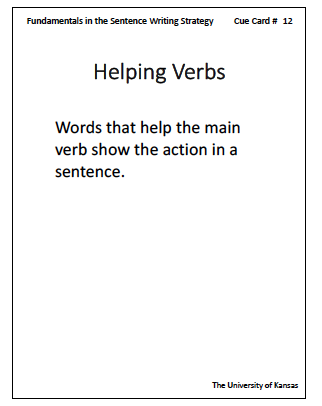 Fundamentals in the Sentence Writing Strategy Cue Card # 12
Helping Verbs
Words that help the main
verb show the action in a
sentence.
The University of Kansas